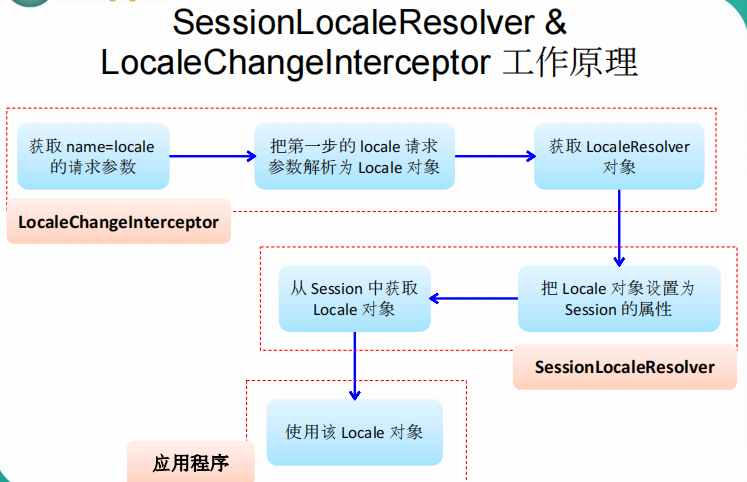 SessionLocaleResolver &
LocaleChangeInterceptor 工作原理
获取 name=locale
的请求参数
把第一步的 locale 请求
参数解析为 Locale 对象
获取 LocaleResolver
对象
LocaleChangeInterceptor
从 Session 中获取
Locale 对象
把 Locale 对象设置为
Session 的属性
SessionLocaleResolver
使用该 Locale 对象
应用程序